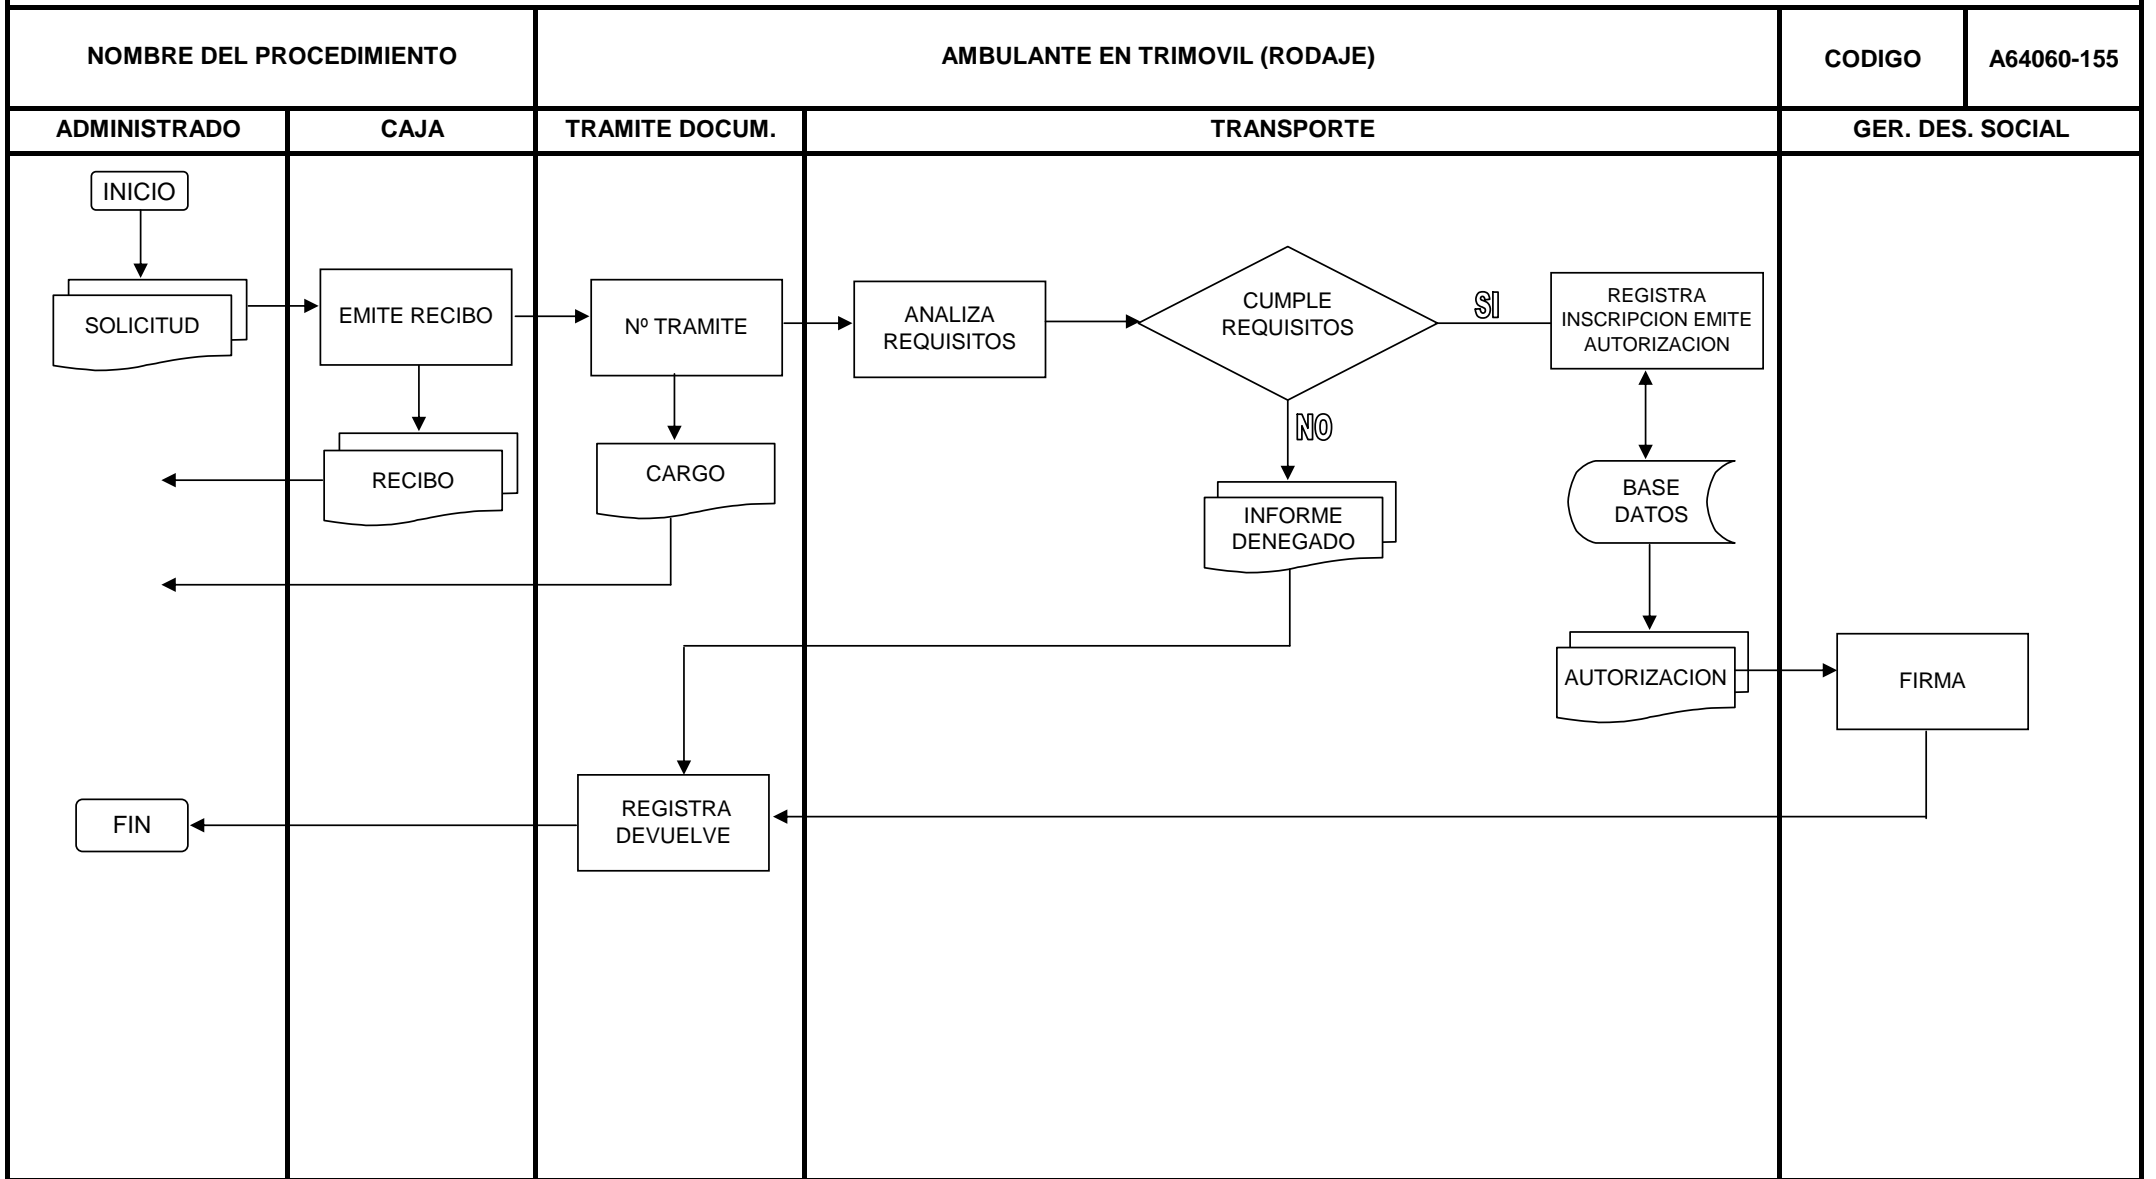 NOMBRE DEL PROCEDIMIENTO
AMBULANTE EN TRIMOVIL (RODAJE)
CODIGO
A64060-155
ADMINISTRADO
CAJA
TRAMITE DOCUM.
TRANSPORTE
GER. DES. SOCIAL
INICIO
SOLICITUD
EMITE RECIBO
Nº TRAMITE
ANALIZA
REQUISITOS
CUMPLE
REQUISITOS
SI
REGISTRA
INSCRIPCION EMITE
AUTORIZACION
NO
RECIBO
CARGO
INFORME
DENEGADO
BASE
DATOS
AUTORIZACION
FIRMA
REGISTRA
DEVUELVE
FIN